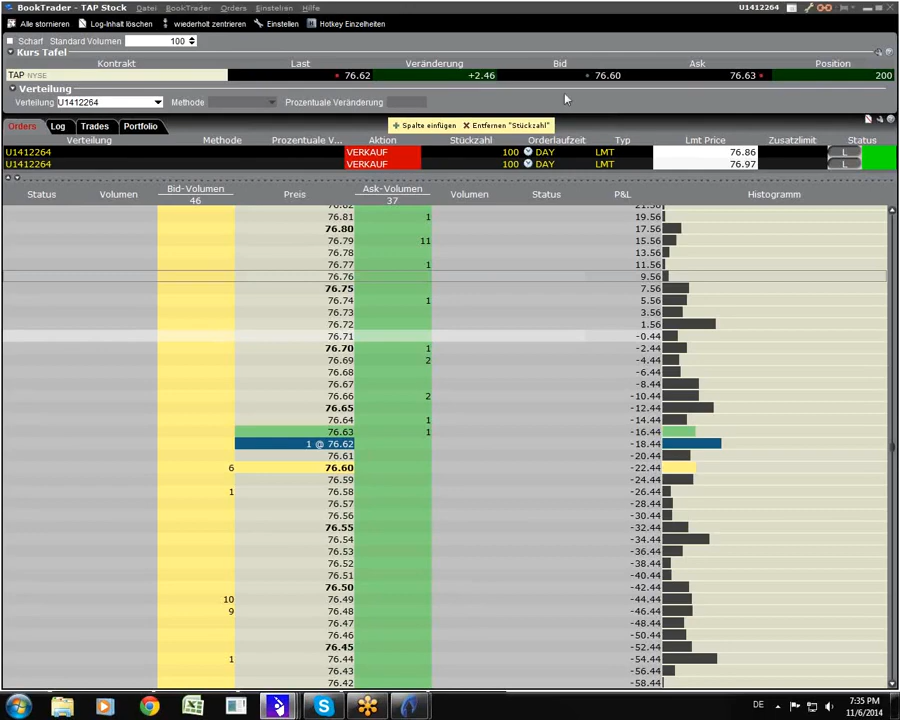 BookTrader - TAP Stock Datei BookTrader Orders Einstellen Hilfe U1412264
Alle stornieren Log-Inhalt löschen wiederholt zentrieren Einstellen Hotkey Einzelheiten
Scharf Standard Volumen 100
Kurs Tafel
Kontrakt Last Veränderung Bid Ask Position
TAP NYSE 76.62 +2.46 76.60 76.63 200
Verteilung
Verteilung U1412264 Methode Prozentuale Veränderung
Orders Log Trades Portfolio Spalte einfügen Entfernen "Stückzahl"
Verteilung Methode Prozentuale V... Aktion Stückzahl Orderlaufzeit Typ Lmt Price Zusatzlimit Status
U1412264 VERKAUF 100 DAY LMT 76.86 L
U1412264 VERKAUF 100 DAY LMT 76.97 L
Status Volumen Bid-Volumen Preis Ask-Volumen Volumen Status P&L Histogramm
46 37
76.82 21.56
76.81 1 19.56
76.80 17.56
76.79 11 15.56
76.78 13.56
76.77 1 11.56
76.76 9.56
76.75 7.56
76.74 1 5.56
76.73 3.56
76.72 1.56
76.71 -0.44
76.70 1 -2.44
76.69 2 -4.44
76.68 -6.44
76.67 -8.44
76.66 2 -10.44
76.65 -12.44
76.64 1 -14.44
76.63 1 -16.44
1 @ 76.62 -18.44
76.61 -20.44
6 76.60 -22.44
76.59 -24.44
1 76.58 -26.44
76.57 -28.44
76.56 -30.44
76.55 -32.44
76.54 -34.44
76.53 -36.44
76.52 -38.44
76.51 -40.44
76.50 -42.44
10 76.49 -44.44
9 76.48 -46.44
76.47 -48.44
76.46 -50.44
76.45 -52.44
1 76.44 -54.44
76.43 -56.44
76.42 -58.44
DE 7:35 PM
11/6/2014